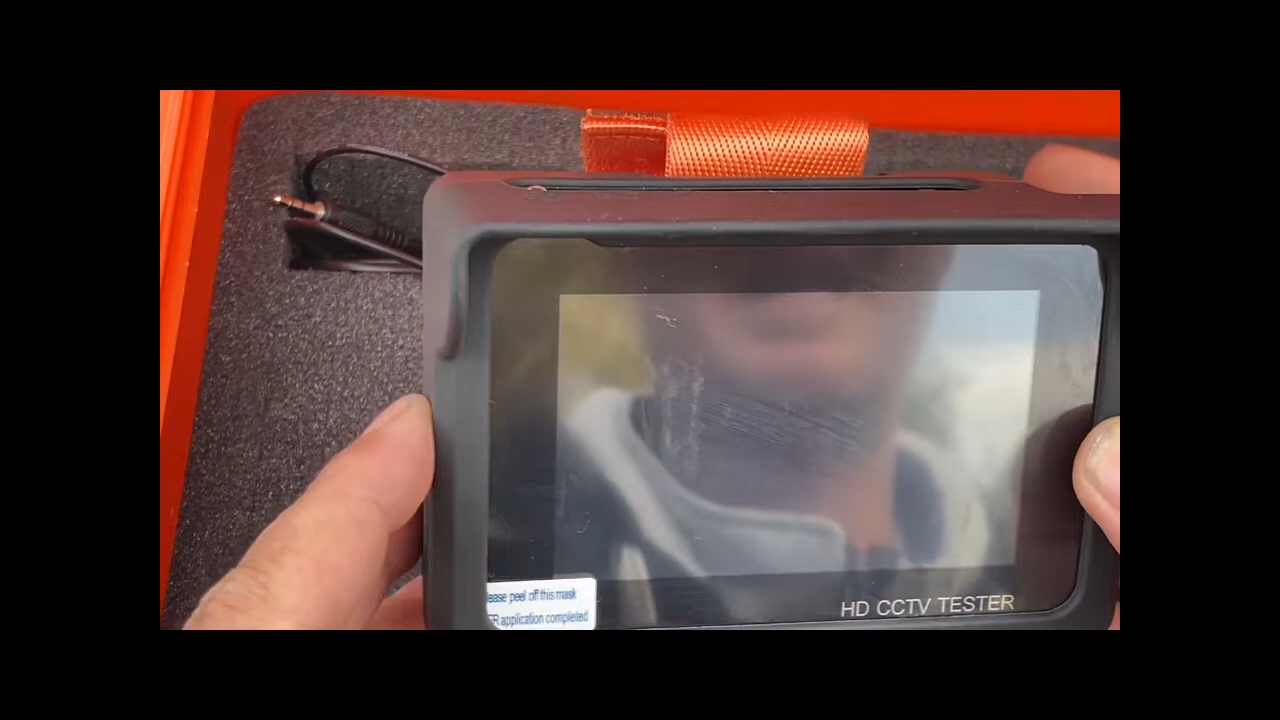 ease peel off this mask
R application completed
HD CCTV TESTER